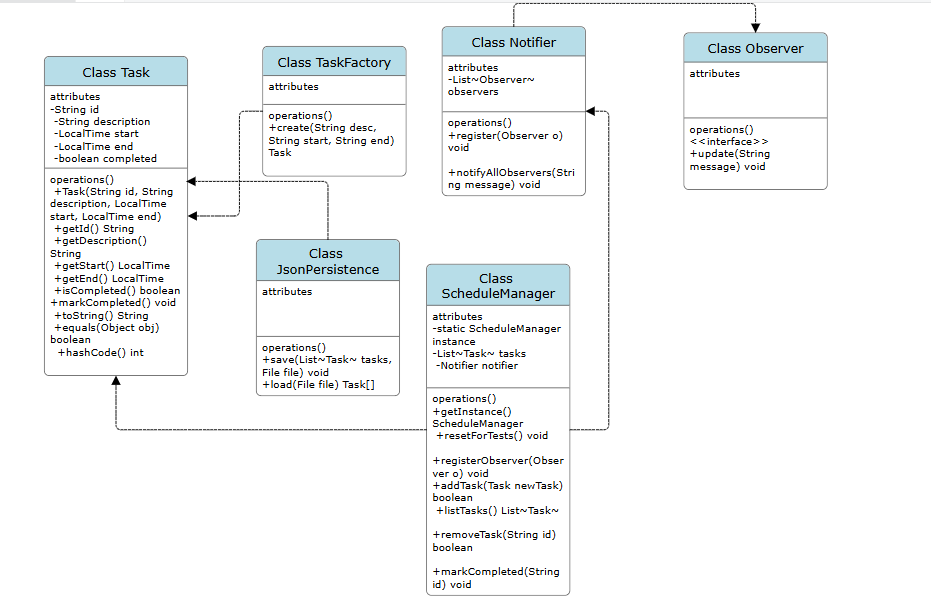 Class Task
attributes
-String id
-String description
-LocalTime start
-LocalTime end
-boolean completed
operations()
+Task(String id, String
description, LocalTime
start, LocalTime end)
+getId() String
+getDescription()
String
+getStart() LocalTime
+getEnd() LocalTime
+isCompleted() boolean
+markCompleted() void
+toString() String
+equals(Object obj)
boolean
+hashCode() int
Class TaskFactory
attributes
operations()
+create(String desc,
String start, String end)
Task
Class JsonPersistence
attributes
operations()
+save(List~Task~ tasks,
File file) void
+load(File file) Task[]
Class Notifier
attributes
-List~Observer~
observers
operations()
+register(Observer o)
void
+notifyAllObservers(Stri
ng message) void
Class Observer
attributes
operations()
<<interface>>
+update(String
message) void
Class
ScheduleManager
attributes
-static ScheduleManager
instance
-List~Task~ tasks
-Notifier notifier
operations()
+getInstance()
ScheduleManager
+resetForTests() void
+registerObserver(Obser
ver o) void
+addTask(Task newTask)
boolean
+listTasks() List~Task~
+removeTask(String id)
boolean
+markCompleted(String
id) void